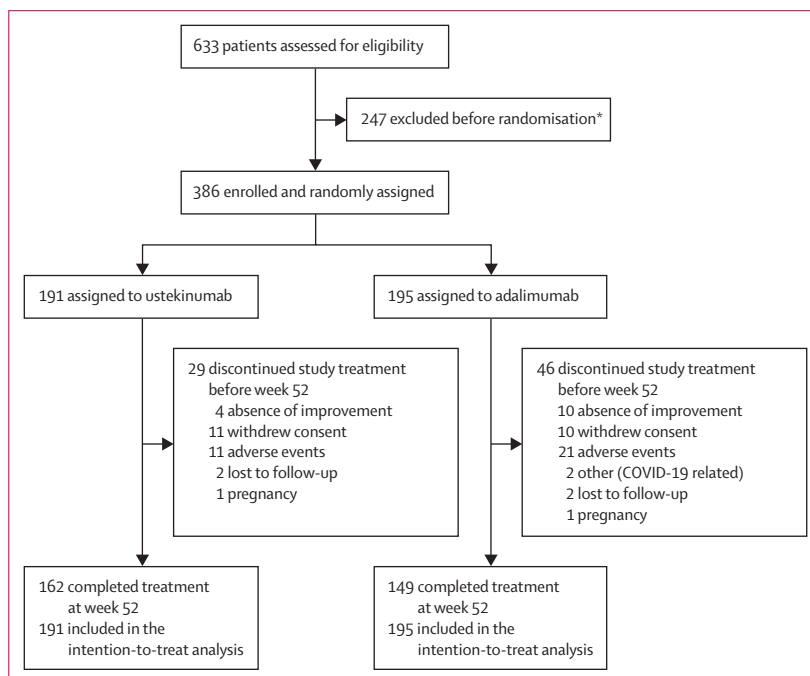 633 patients assessed for eligibility
247 excluded before randomisation*
386 enrolled and randomly assigned
191 assigned to ustekinumab
195 assigned to adalimumab
29 discontinued study treatment
before week 52
4 absence of improvement
11 withdrew consent
11 adverse events
2 lost to follow-up
1 pregnancy
46 discontinued study treatment
before week 52
10 absence of improvement
10 withdrew consent
21 adverse events
2 other (COVID-19 related)
2 lost to follow-up
1 pregnancy
162 completed treatment
at week 52
191 included in the
intention-to-treat analysis
149 completed treatment
at week 52
195 included in the
intention-to-treat analysis